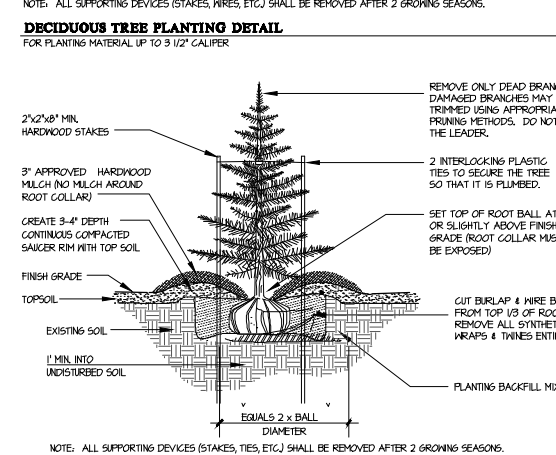 NOTE: ALL SUPPORTING DEVICES (STAKES, WIRES, ETC.) SHALL BE REMOVED AFTER 2 GROWING SEASONS.
DECIDUOUS TREE PLANTING DETAIL
FOR PLANTING MATERIAL UP TO 3 1/2" CALIPER
2"x2"x8' MIN.
HARDWOOD STAKES
3" APPROVED HARDWOOD
MULCH (NO MULCH AROUND
ROOT COLLAR)
CREATE 3-4" DEPTH
CONTINUOUS COMPACTED
SAUCER RIM WITH TOP SOIL
FINISH GRADE
TOPSOIL
EXISTING SOIL
1' MIN. INTO
UNDISTURBED SOIL
REMOVE ONLY DEAD
DAMAGED BRANCHES MAY
TRIMMED USING
PRUNING METHODS. DO NOT
THE LEADER.
2 INTERLOCKING PLASTIC
TIES TO SECURE THE TREE
SO THAT IT IS PLUMBED.
SET TOP OF ROOT BALL AT
OR SLIGHTLY ABOVE FINISH
GRADE (ROOT COLLAR MUS
BE EXPOSED)
CUT BURLAP & WIRE
FROM TOP 1/3 OF
REMOVE ALL
WRAPS & TWINES
PLANTING BACKFILL
EQUALS 2 x BALL
DIAMETER
NOTE: ALL SUPPORTING DEVICES (STAKES, TIES, ETC.) SHALL BE REMOVED AFTER 2 GROWING SEASONS.